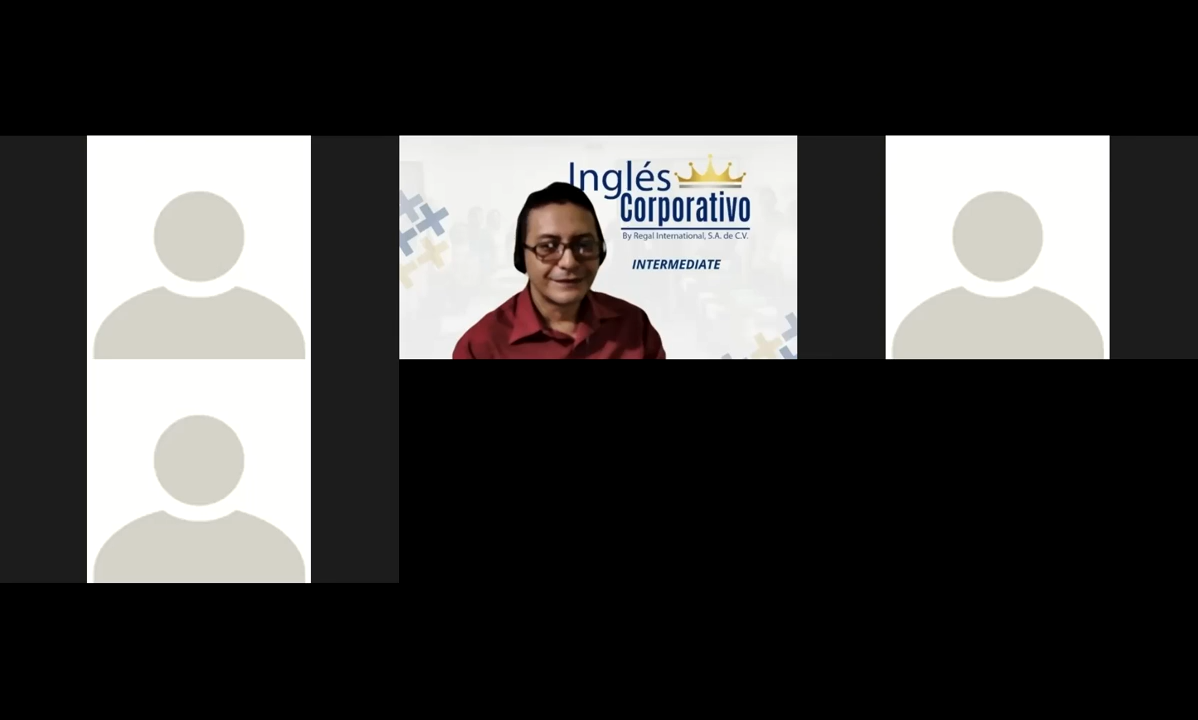 Inglés
Corporativo
By Regal International, S.A. de C.V.
INTERMEDIATE